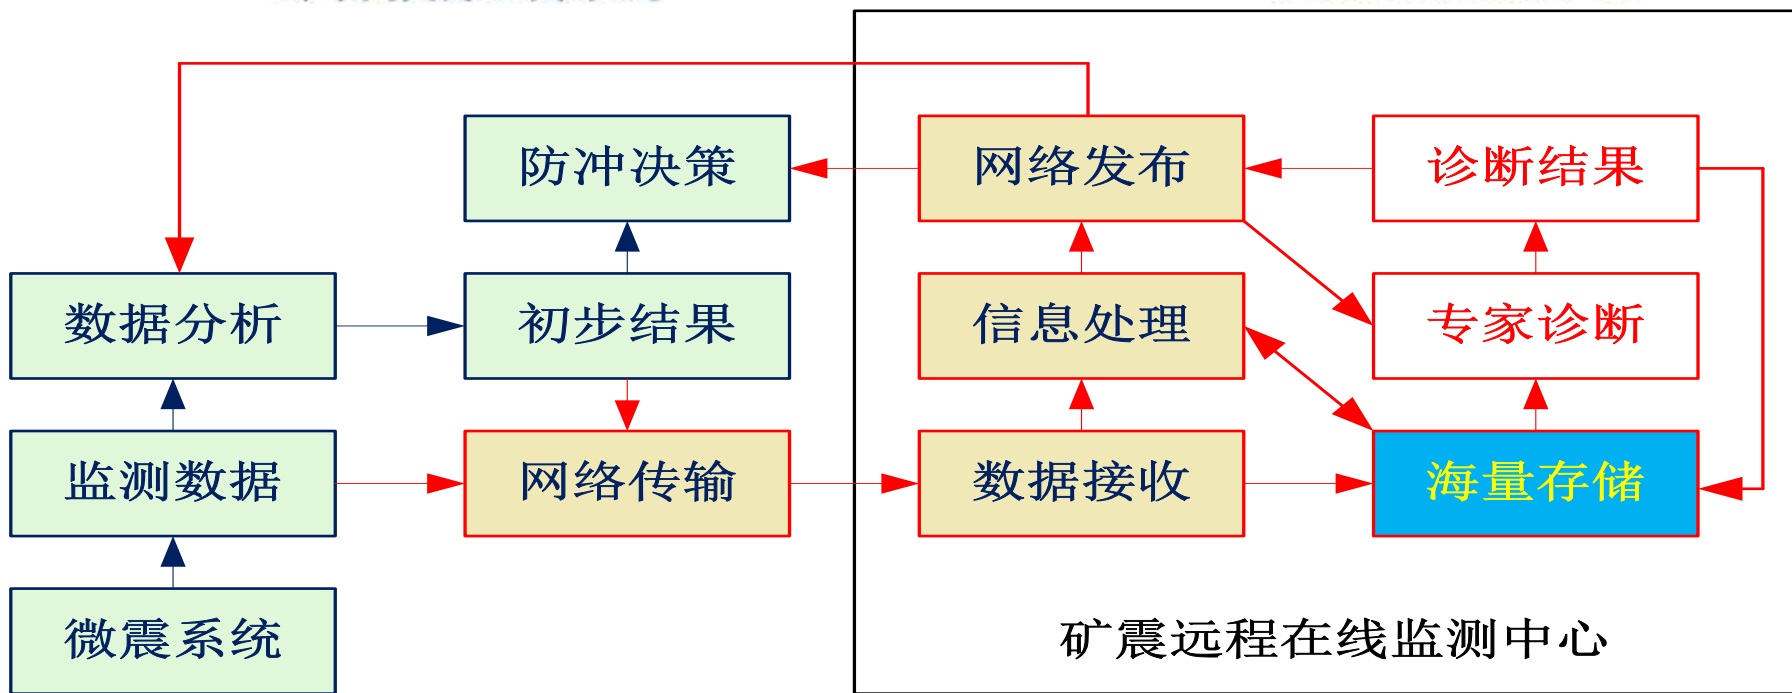 防冲决策
网络发布
诊断结果
数据分析
初步结果
信息处理
专家诊断
监测数据
网络传输
数据接收
海量存储
微震系统
矿震远程在线监测中心